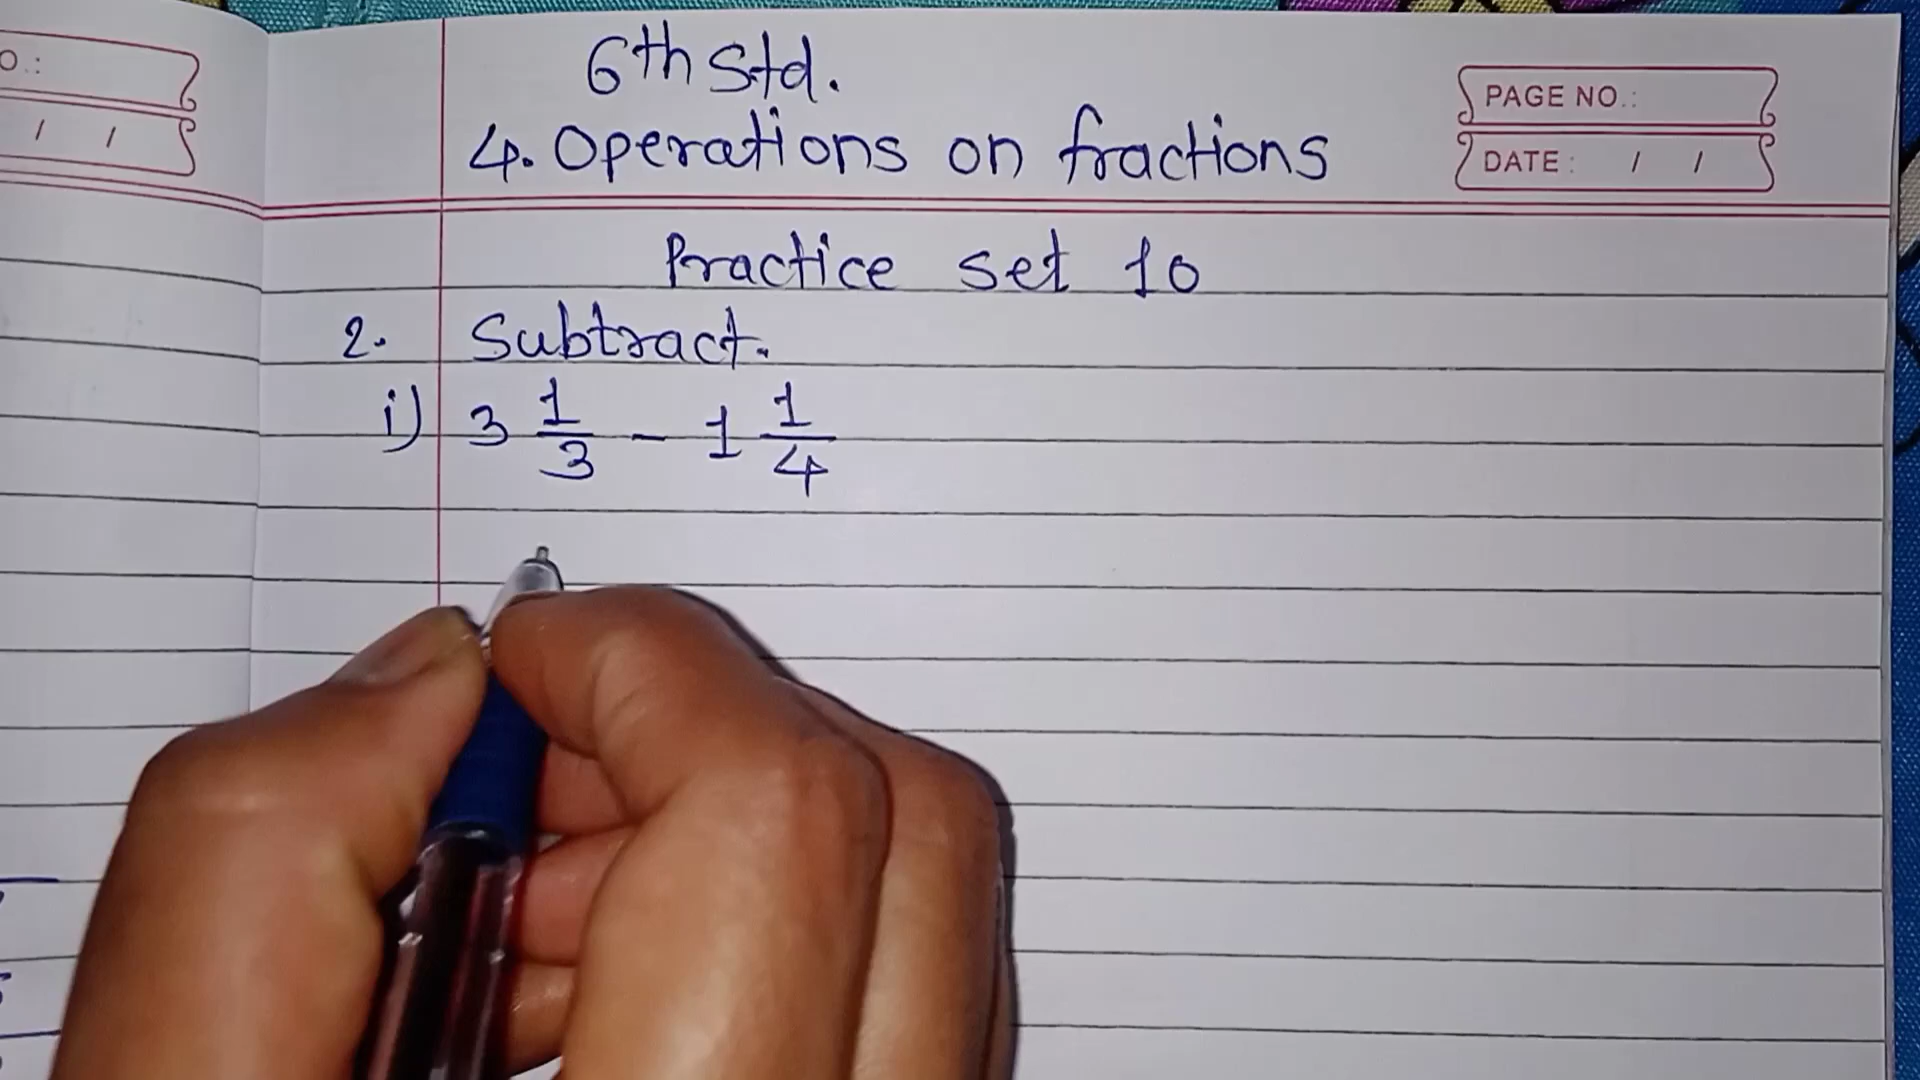 O.:
/ /
6th Std.
4. Operations on fractions
PAGE NO.:
DATE: / /
Practice set 10
2. Subtract.
i) 3 1/3 - 1 1/4